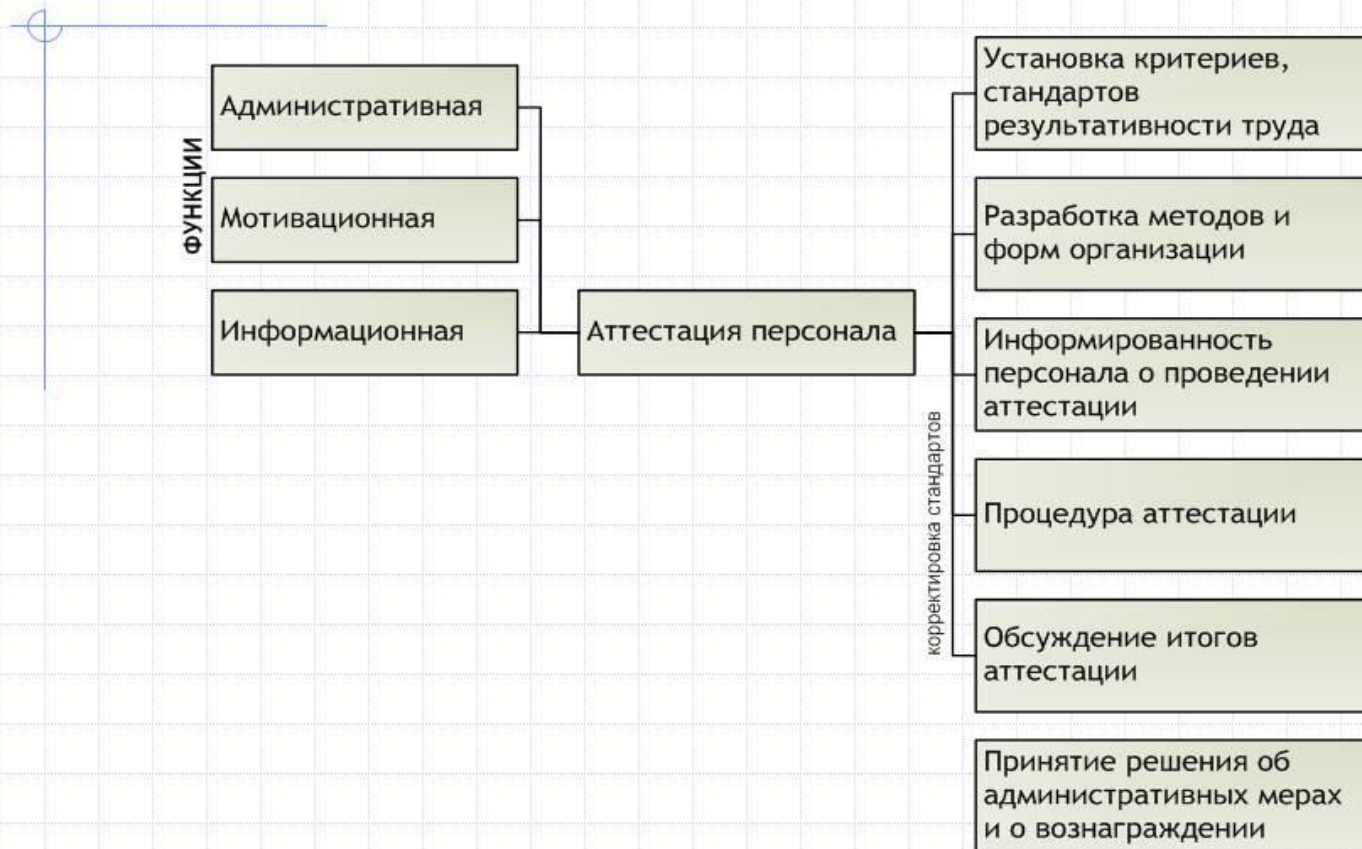 ФУНКЦИИ
Административная
Мотивационная
Информационная
Аттестация персонала
корректировка стандартов
Установка критериев,
стандартов
результативности труда
Разработка методов и
форм организации
Информированность
персонала о проведении
аттестации
Процедура аттестации
Обсуждение итогов
аттестации
Принятие решения об
административных мерах
и о вознаграждении